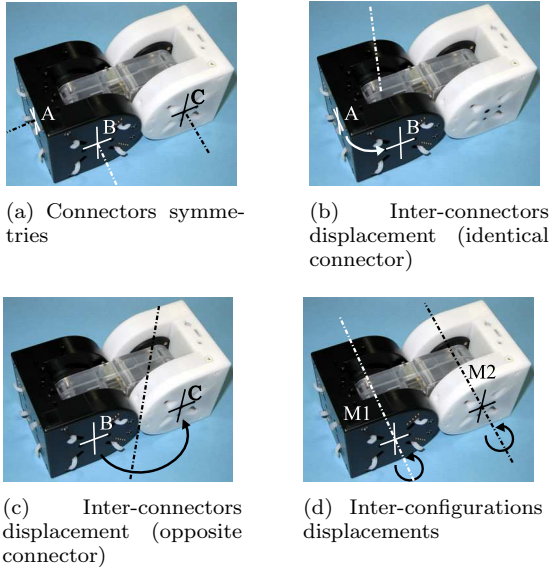 A
B
C
A
B
(a) Connectors symme-
tries
(b) Inter-connectors
displacement (identical
connector)
B
C
M1
M2
(c) Inter-connectors
displacement (opposite
connector)
(d) Inter-configurations
displacements